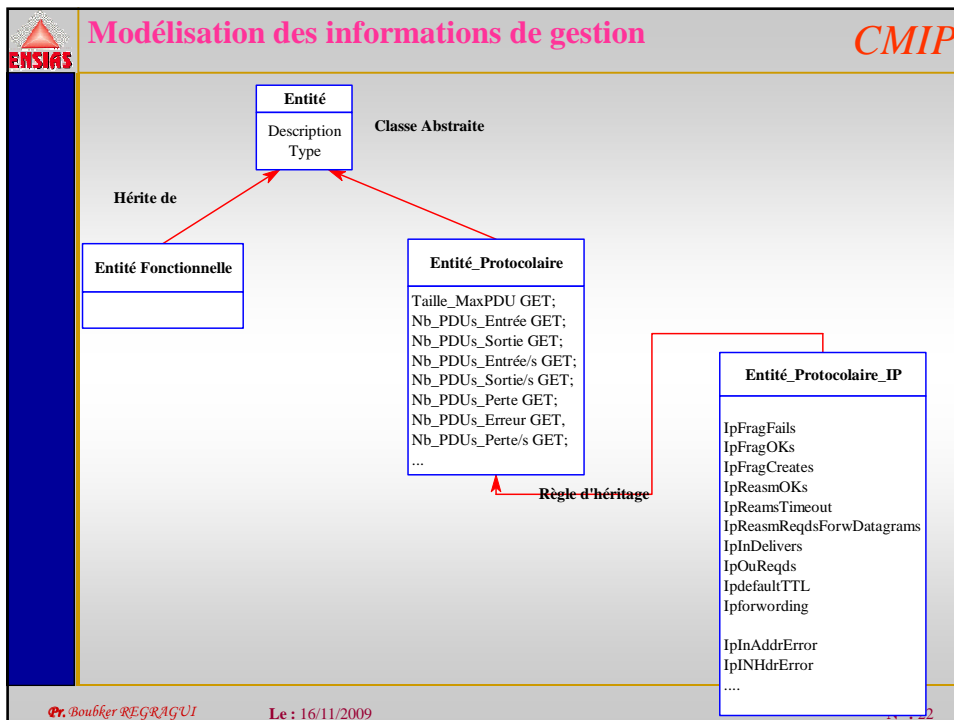 ENSIAS
Modélisation des informations de gestion
CMIP
Entité
Description
Type
Classe Abstraite
Hérite de
Entité Fonctionnelle
Entité_Protocolaire
Taille_MaxPDU GET;
Nb_PDUs_Entrée GET;
Nb_PDUs_Sortie GET;
Nb_PDUs_Entrée/s GET;
Nb_PDUs_Sortie/s GET;
Nb_PDUs_Perte GET;
Nb_PDUs_Erreur GET,
Nb_PDUs_Perte/s GET;
...
Règle d'héritage
Entité_Protocolaire_IP
IpFragFails
IpFragOKs
IpFragCreates
IpReasmOKs
IpReamsTimeout
IpReasmReqdsForwDatagrams
IpInDelivers
IpOuReqds
IpdefaultTTL
Ipforwording
IpInAddrError
IpINHdrError
....
Pr. Boubker REGRAGUI
Le : 16/11/2009
22